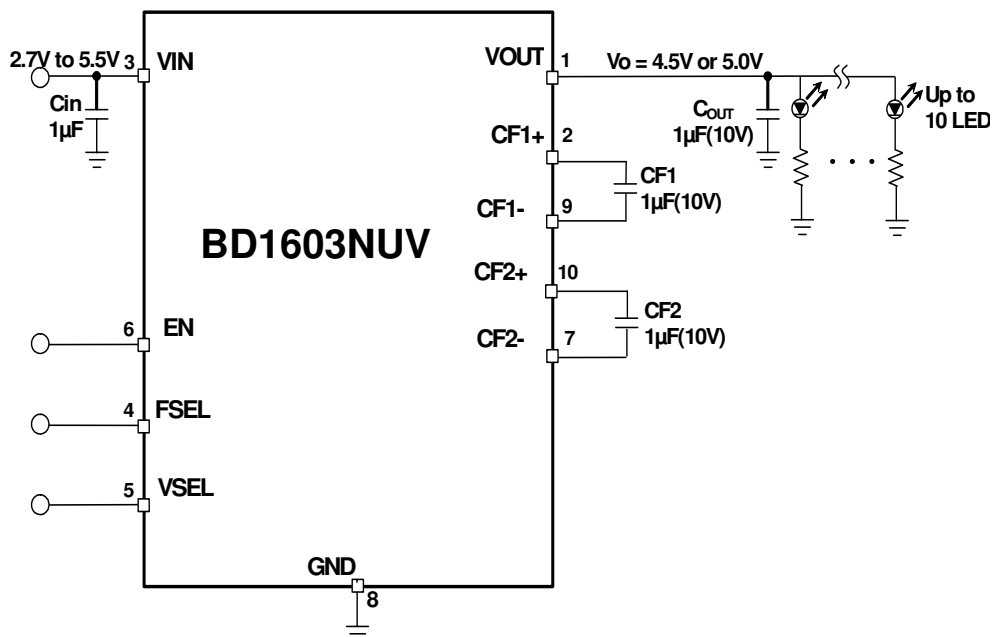 2.7V to 5.5V
3
VIN
Cin
1µF
VOUT
1
Vo = 4.5V or 5.0V
COUT
1µF(10V)
Up to
10 LED
CF1+
2
CF1
1µF(10V)
CF1-
9
BD1603NUV
CF2+
10
CF2
1µF(10V)
CF2-
7
6
EN
4
FSEL
5
VSEL
GND
8